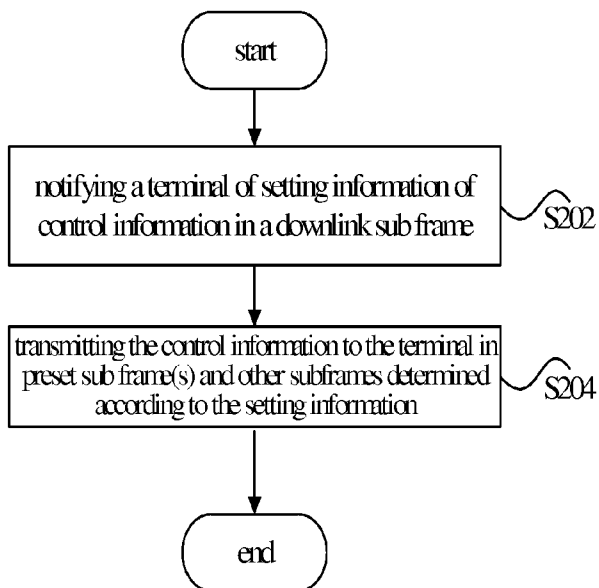 start
notifying a terminal of setting information of
control information in a downlink sub frame
S202
transmitting the control information to the terminal in
preset sub frame(s) and other subframes determined
according to the setting information
S204
end